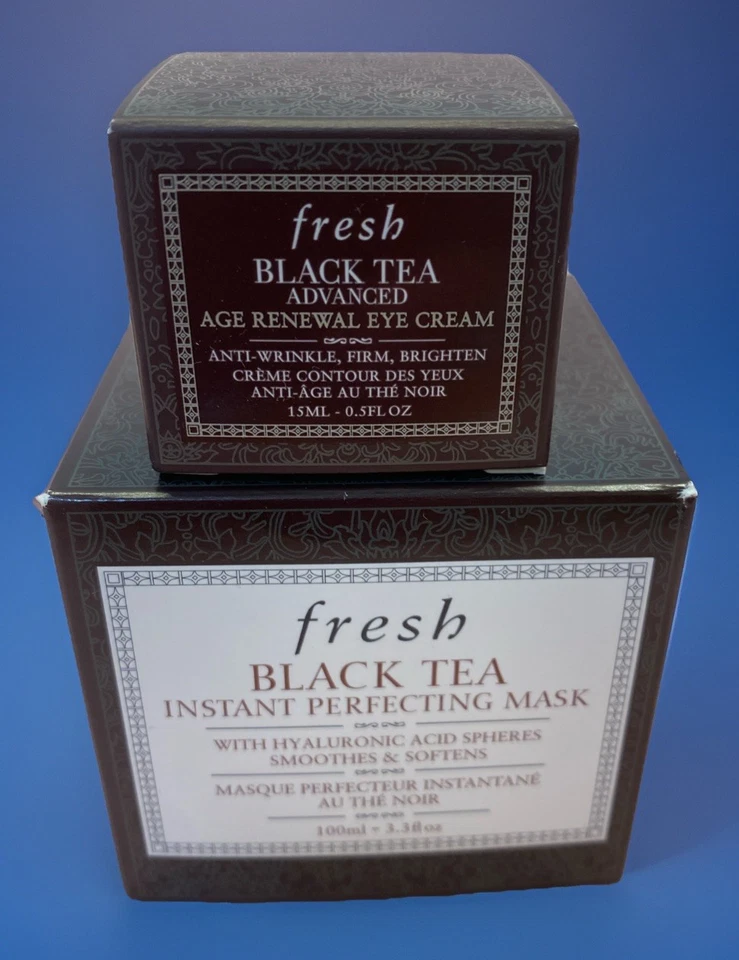 fresh
BLACK TEA
ADVANCED
AGE RENEWAL EYE CREAM
ANTI-WRINKLE, FIRM, BRIGHTEN
CRÈME CONTOUR DES YEUX
ANTI-ÂGE AU THÉ NOIR
15ML - 0.5FL OZ
fresh
BLACK TEA
INSTANT PERFECTING MASK
WITH HYALURONIC ACID SPHERES
SMOOTHES & SOFTENS
MASQUE PERFECTEUR INSTANTANÉ
AU THÉ NOIR
100ml - 3.3fl oz